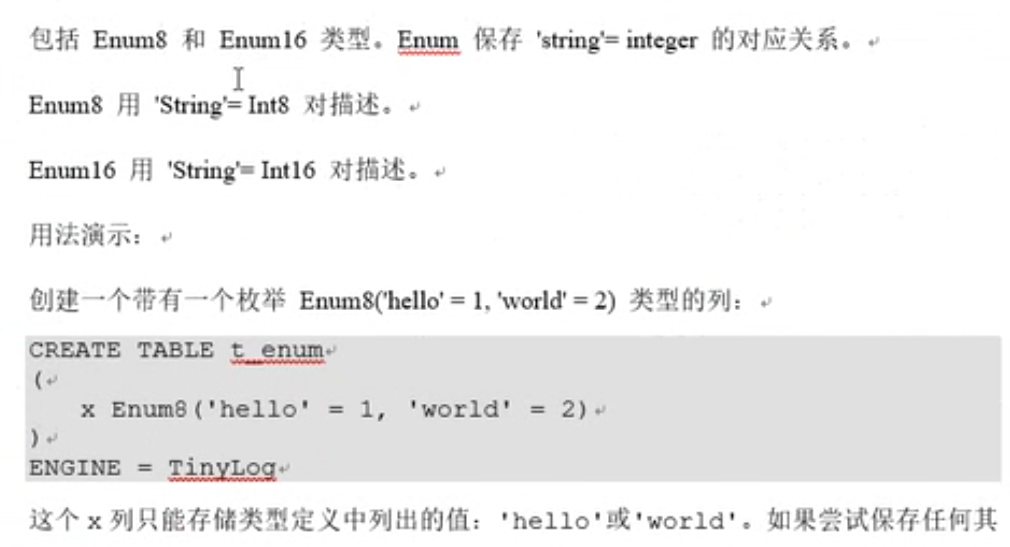 包括 Enum8 和 Enum16 类型。Enum 保存 'string'= integer 的对应关系。
Enum8 用 'String'= Int8 对描述。
Enum16 用 'String'= Int16 对描述。
用法演示：
创建一个带有一个枚举 Enum8('hello' = 1, 'world' = 2) 类型的列：
CREATE TABLE t_enum
(
x Enum8('hello' = 1, 'world' = 2)
)
ENGINE = TinyLog
这个 x 列只能存储类型定义中列出的值：'hello'或'world'。如果尝试保存任何其